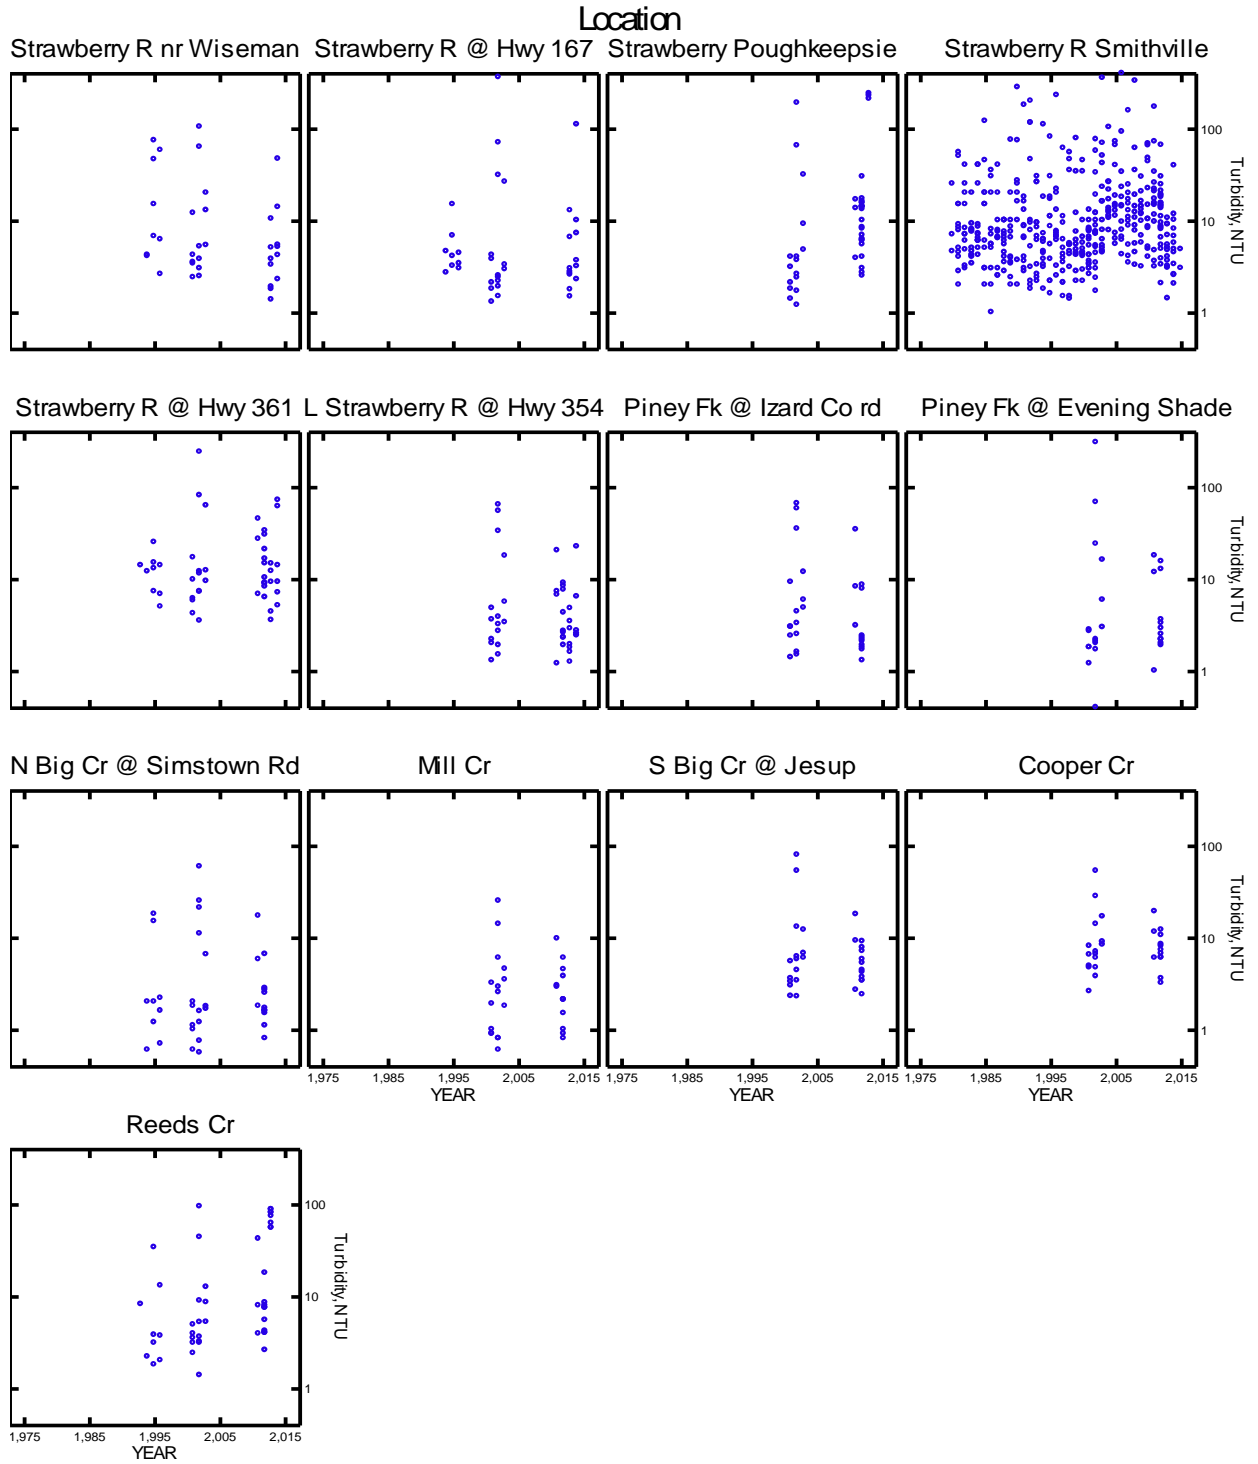 Location
Strawberry R nr Wiseman
Strawberry R @ Hwy 167
Strawberry Poughkeepsie
Strawberry R Smithville
100
10
1
Turbidity, NTU
Strawberry R @ Hwy 361
L Strawberry R @ Hwy 354
Piney Fk @ Izard Co rd
Piney Fk @ Evening Shade
100
10
1
Turbidity, NTU
N Big Cr @ Simstown Rd
Mill Cr
S Big Cr @ Jesup
Cooper Cr
100
10
1
Turbidity, NTU
1,975 1,985 1,995 2,005 2,015
YEAR
1,975 1,985 1,995 2,005 2,015
YEAR
1,975 1,985 1,995 2,005 2,015
YEAR
Reeds Cr
100
10
1
Turbidity, NTU
1,975 1,985 1,995 2,005 2,015
YEAR